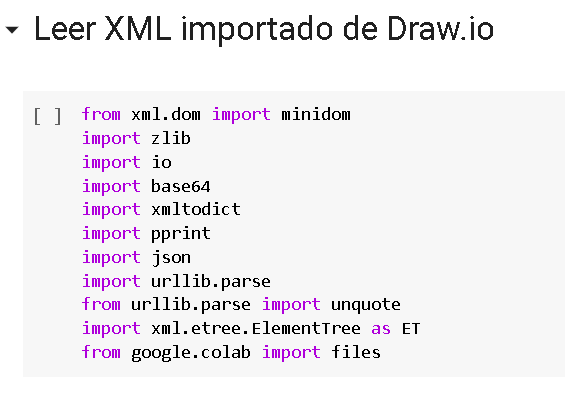 Leer XML importado de Draw.io
[ ] from xml.dom import minidom
import zlib
import io
import base64
import xmltodict
import pprint
import json
import urllib.parse
from urllib.parse import unquote
import xml.etree.ElementTree as ET
from google.colab import files